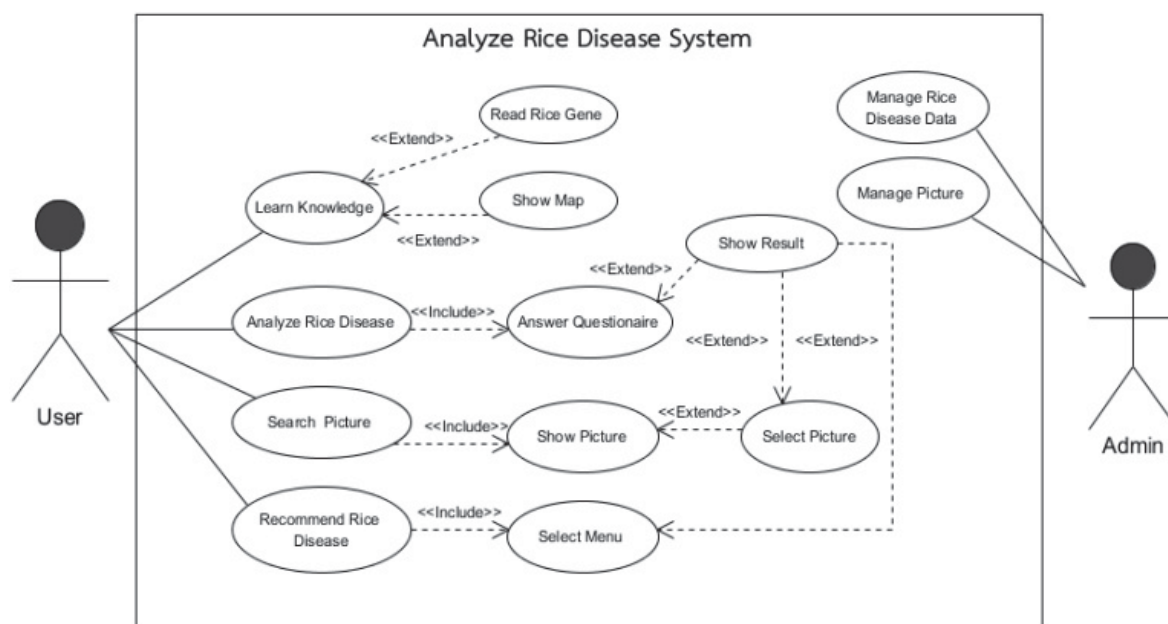 Analyze Rice Disease System
Read Rice Gene
Manage Rice
Disease Data
<<Extend>>
Learn Knowledge
Show Map
Manage Picture
<<Extend>>
Show Result
<<Extend>>
Analyze Rice Disease
<<Include>>
Answer Questionaire
<<Extend>>
<<Extend>>
User
Search Picture
<<Include>>
Show Picture
<<Extend>>
Select Picture
Admin
Recommend Rice
Disease
<<Include>>
Select Menu